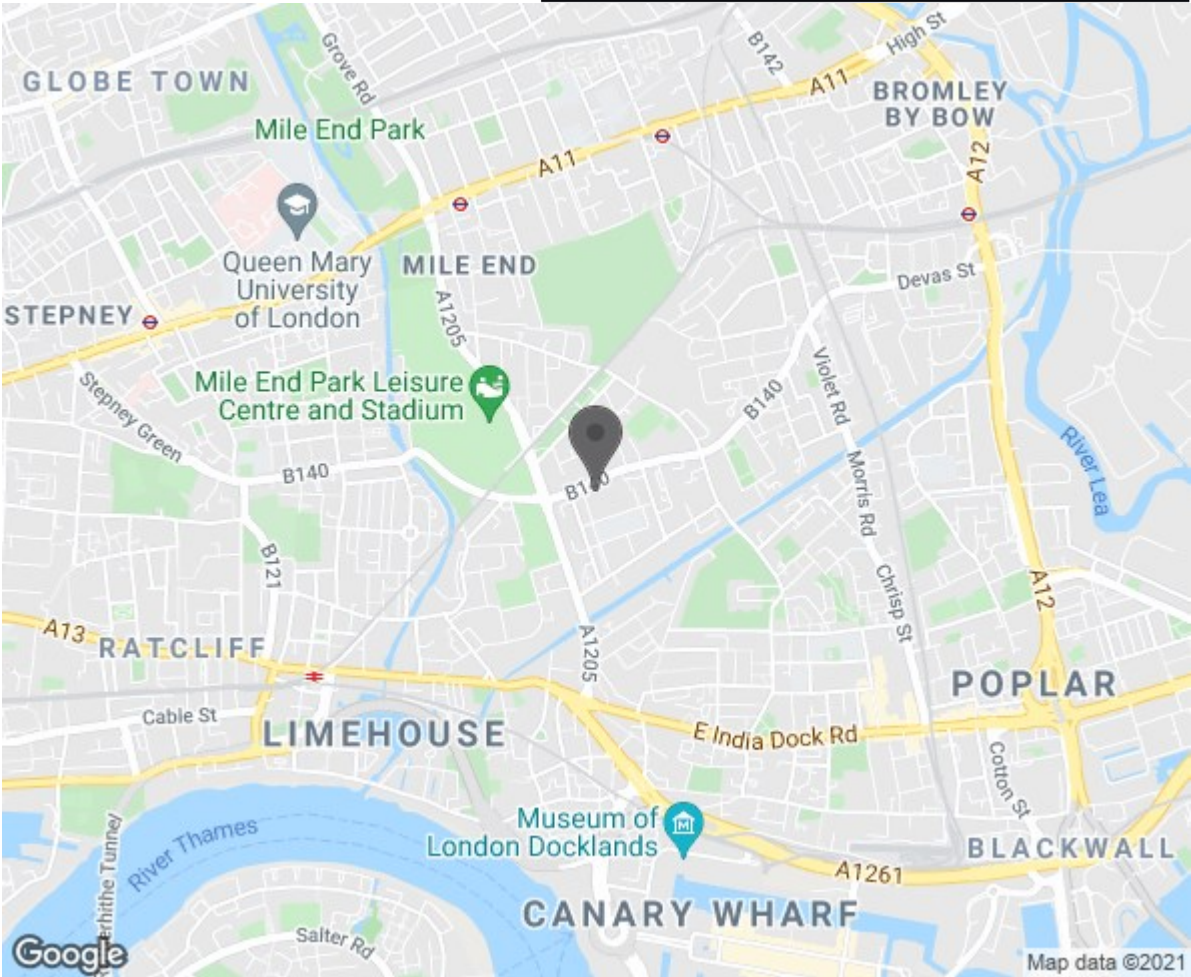 Grove Rd
B142
High St
GLOBE TOWN
A11
BROMLEY
BY BOW
Mile End Park
A11
A12
Queen Mary
University
of London
MILE END
Devas St
STEPNEY
A1205
Mile End Park Leisure
Centre and Stadium
Stepney Green
Violet Rd
B140
River Lea
B140
B140
Morris Rd
B121
Chrisp St
A12
A13
RATCLIFF
A1205
POPLAR
Cable St
LIMEHOUSE
E India Dock Rd
Cotton St
Museum of
London Docklands
River Thames
BLACKWALL
A1261
CANARY WHARF
Tunnel
Salter Rd
Google
Map data ©2021